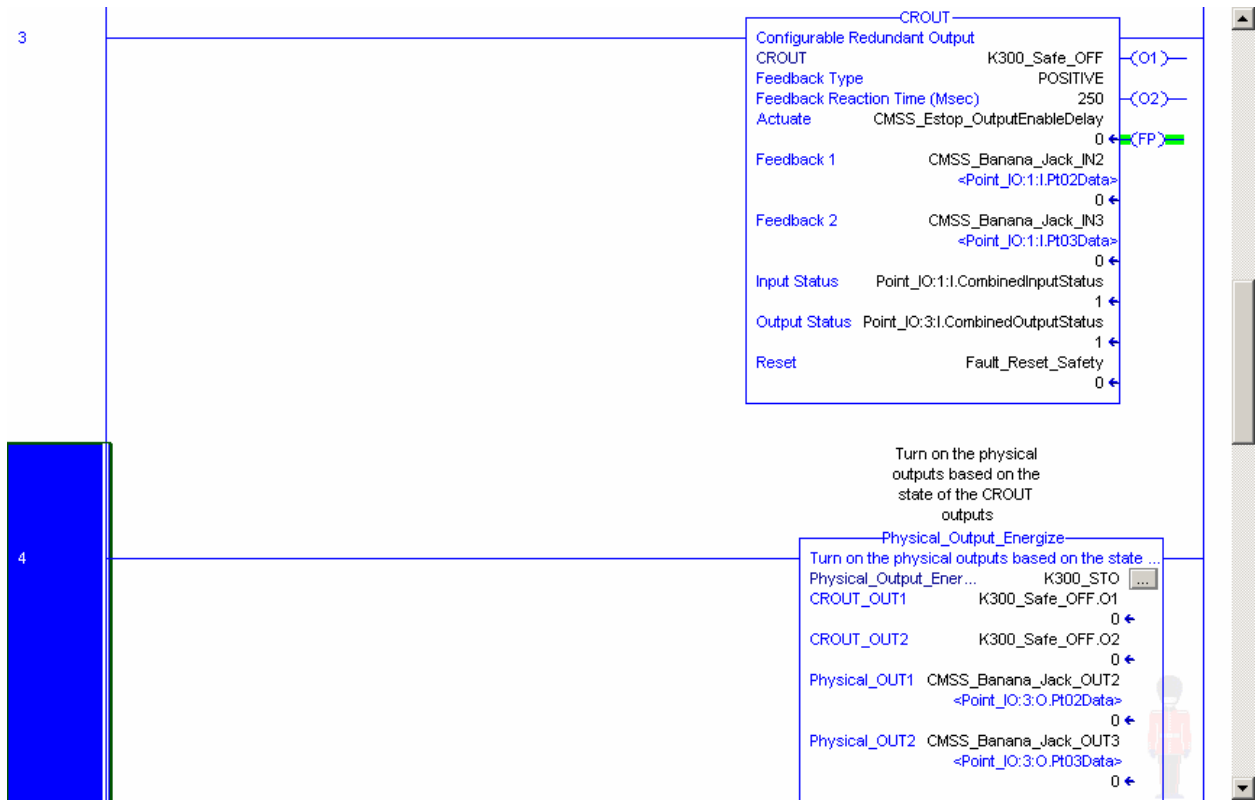 3
CROUT
Configurable Redundant Output
CROUT K300_Safe_OFF (O1)
Feedback Type POSITIVE
Feedback Reaction Time (Msec) 250 (O2)
Actuate CMSS_Estop_OutputEnableDelay
0 (FP)
Feedback 1 CMSS_Banana_Jack_IN2
<Point_IO:1:I.Pt02Data>
0
Feedback 2 CMSS_Banana_Jack_IN3
<Point_IO:1:I.Pt03Data>
0
Input Status Point_IO:1:I.CombinedInputStatus
1
Output Status Point_IO:3:I.CombinedOutputStatus
1
Reset Fault_Reset_Safety
0
Turn on the physical
outputs based on the
state of the CROUT
outputs
4
Physical_Output_Energize
Turn on the physical outputs based on the state ...
Physical_Output_Ener... K300_STO ...
CROUT_OUT1 K300_Safe_OFF.O1
0
CROUT_OUT2 K300_Safe_OFF.O2
0
Physical_OUT1 CMSS_Banana_Jack_OUT2
<Point_IO:3:O.Pt02Data>
0
Physical_OUT2 CMSS_Banana_Jack_OUT3
<Point_IO:3:O.Pt03Data>
0